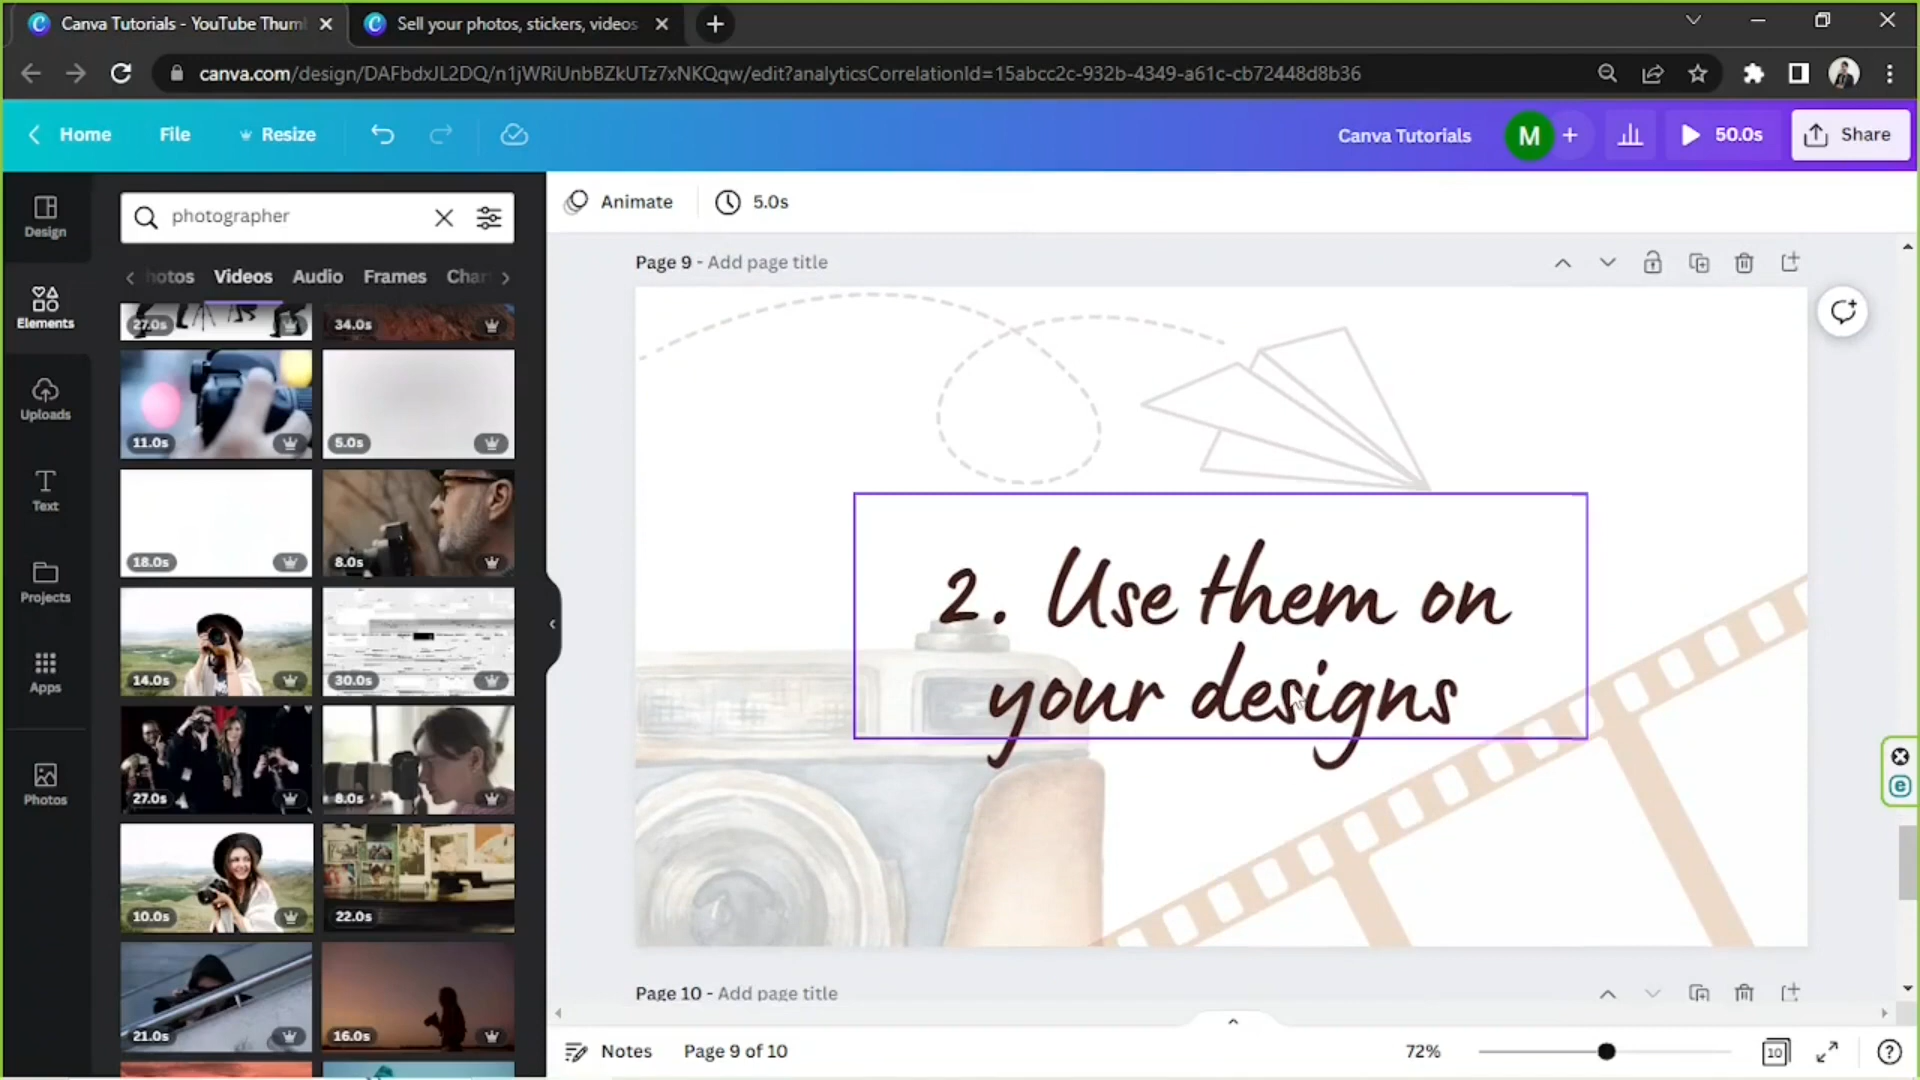 Canva Tutorials - YouTube Thum
Sell your photos, stickers, videos
canva.com/design/DAFbdxJL2DQ/n1jWRiUnbBZkUTz7xNKQqw/edit?analyticsCorrelationId=15abcc2c-932b-4349-a61c-cb72448d8b36
Home
File
Resize
Canva Tutorials
M
50.0s
Share
Design
Elements
Uploads
Text
Projects
Apps
Photos
photographer
hotos
Videos
Audio
Frames
Char
27.0s
34.0s
11.0s
5.0s
18.0s
8.0s
14.0s
30.0s
27.0s
8.0s
10.0s
22.0s
21.0s
16.0s
Animate
5.0s
Page 9 - Add page title
2. Use them on
your designs
Page 10 - Add page title
Notes
Page 9 of 10
72%
10